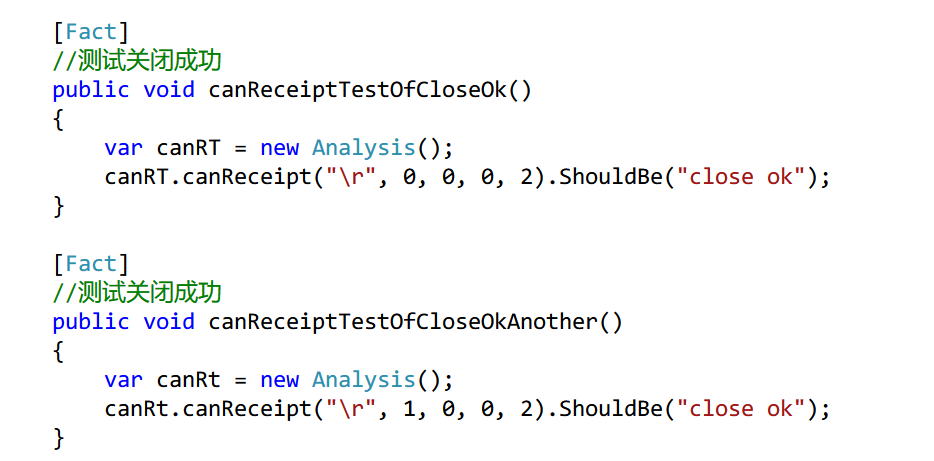 [Fact]
//测试关闭成功
public void canReceiptTestOfCloseOk()
{
    var canRT = new Analysis();
    canRT.canReceipt("\r", 0, 0, 0, 2).ShouldBe("close ok");
}

[Fact]
//测试关闭成功
public void canReceiptTestOfCloseOkAnother()
{
    var canRt = new Analysis();
    canRt.canReceipt("\r", 1, 0, 0, 2).ShouldBe("close ok");
}